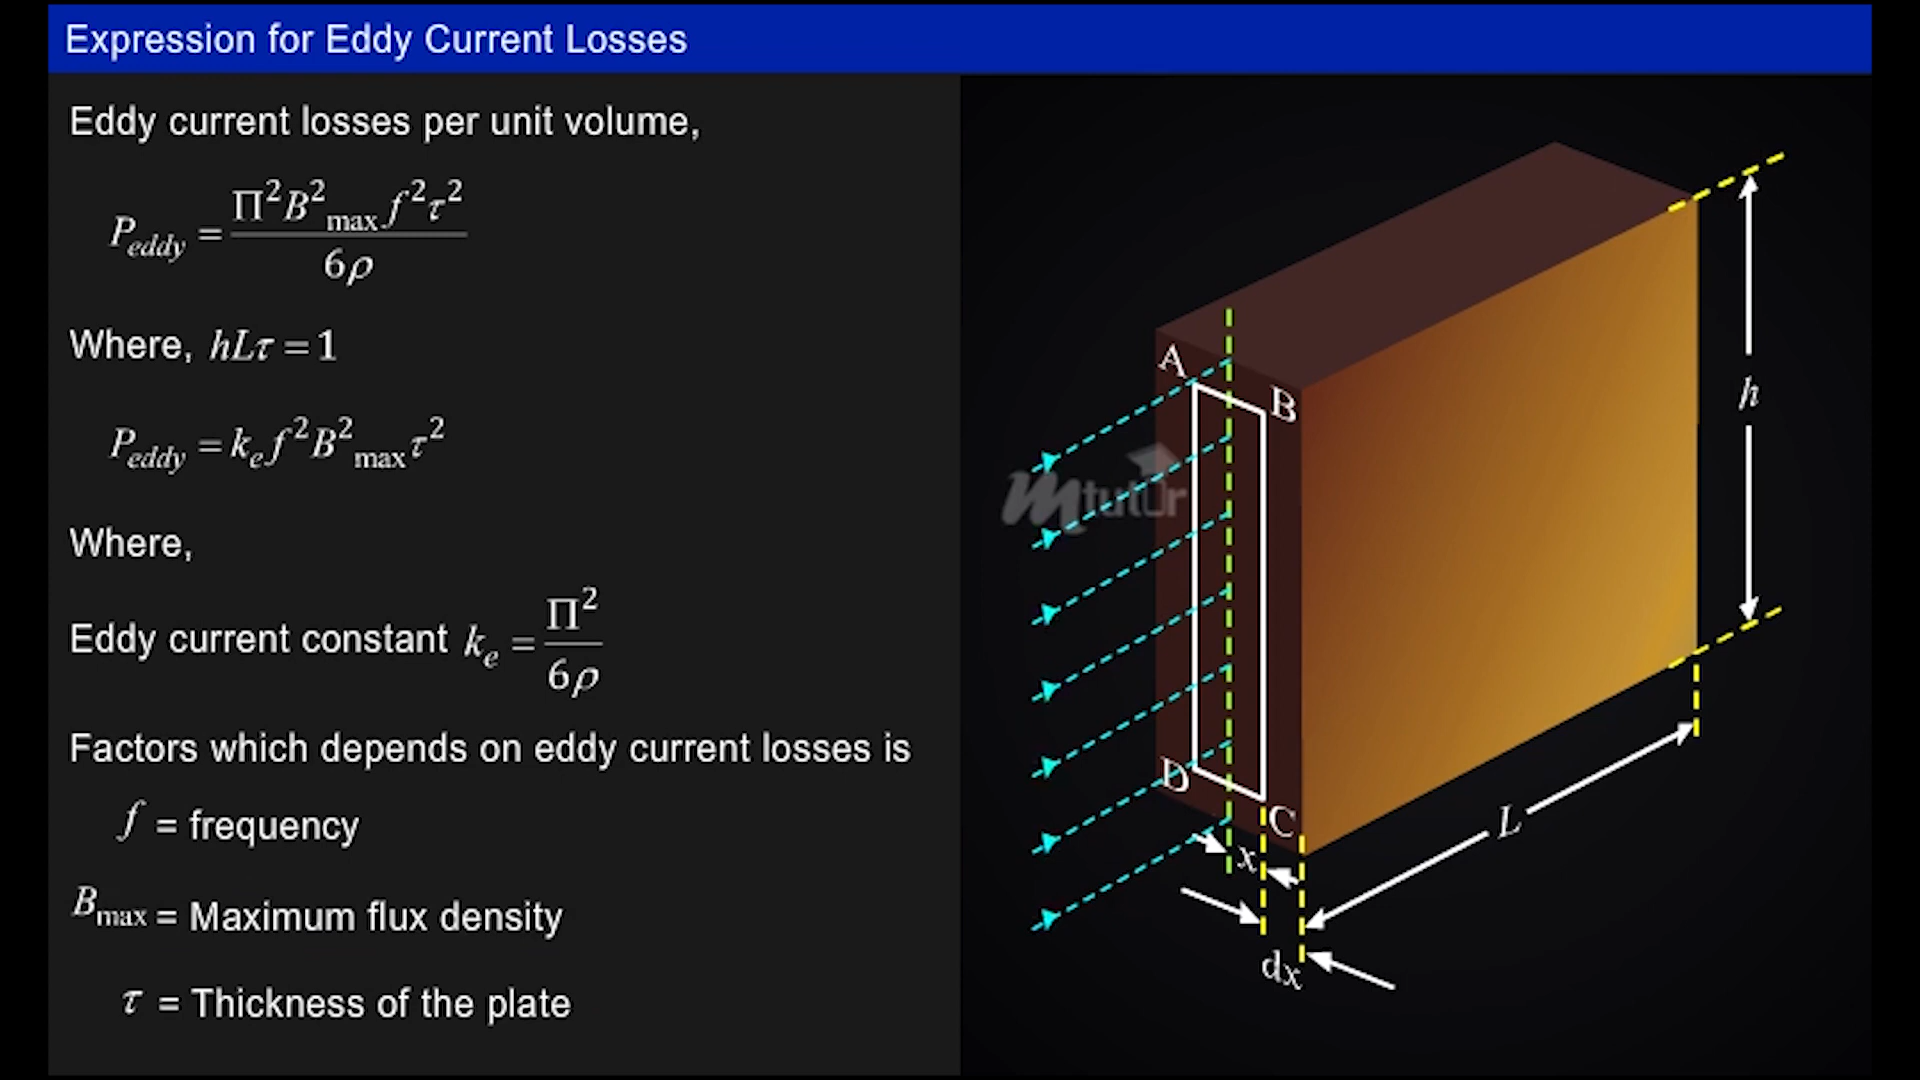 Expression for Eddy Current Losses
Eddy current losses per unit volume,
P_eddy = Π²B²_max f²τ² / 6ρ
Where, hLτ = 1
P_eddy = k_e f²B²_max τ²
Where,
Eddy current constant k_e = Π² / 6ρ
Factors which depends on eddy current losses is
f = frequency
B_max = Maximum flux density
τ = Thickness of the plate
A
B
h
mtutor
D
C
x
L
dx